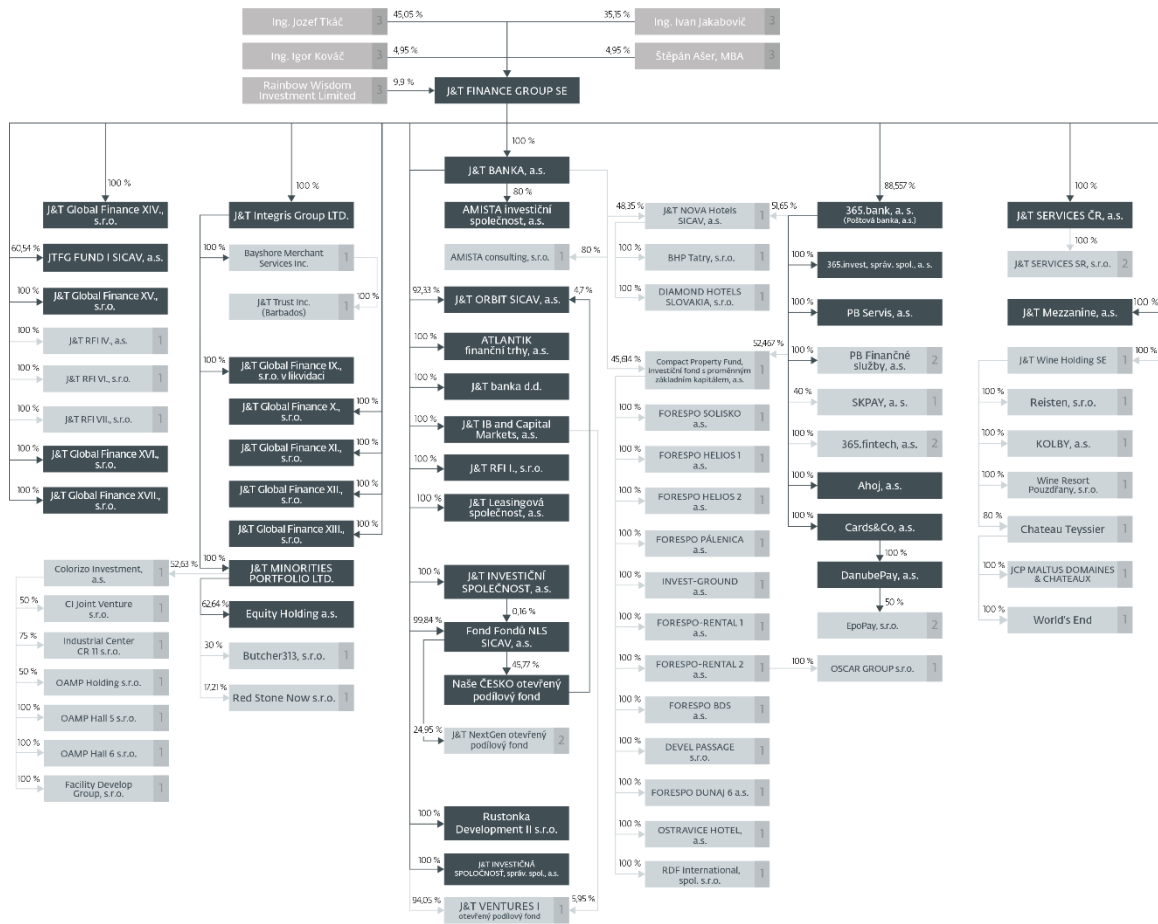 Ing. Jozef Tkáč 3
45,05 %
35,15 %
Ing. Ivan Jakabovič 3
Ing. Igor Kováč 3
4,95 %
4,95 %
Štěpán Ašer, MBA 3
Rainbow Wisdom
Investment Limited 3
9,9 %
J&T FINANCE GROUP SE
100 %
J&T Global Finance XIV.,
s.r.o.
60,54 %
JTFG FUND I SICAV, a.s.
100 %
J&T Global Finance XV.,
s.r.o.
100 %
J&T RFI IV., a.s. 1
100 %
J&T RFI VI., s.r.o. 1
100 %
J&T RFI VII., s.r.o. 1
100 %
J&T Global Finance XVI.,
s.r.o.
100 %
J&T Global Finance XVII.,
s.r.o.
Colorizo Investment,
a.s. 1
52,63 %
50 %
CI Joint Venture
s.r.o. 1
75 %
Industrial Center
CR 11 s.r.o. 1
50 %
OAMP Holding s.r.o. 1
100 %
OAMP Hall 5 s.r.o. 1
100 %
OAMP Hall 6 s.r.o. 1
100 %
Facility Develop
Group, s.r.o. 1
100 %
J&T Integris Group LTD.
100 %
Bayshore Merchant
Services Inc. 1
J&T Trust Inc.
(Barbados) 1
100 %
100 %
J&T Global Finance IX.,
s.r.o. v likvidaci
J&T Global Finance X.,
s.r.o.
100 %
J&T Global Finance XI.,
s.r.o.
100 %
J&T Global Finance XII.,
s.r.o.
100 %
J&T Global Finance XIII.,
s.r.o.
100 %
100 %
J&T MINORITIES
PORTFOLIO LTD.
62,64 %
Equity Holding a.s.
30 %
Butcher313, s.r.o. 1
17,21 %
Red Stone Now s.r.o. 1
100 %
J&T BANKA, a.s.
80 %
AMISTA investiční
společnost, a.s.
AMISTA consulting, s.r.o. 1
80 %
92,33 %
J&T ORBIT SICAV, a.s.
4,7 %
100 %
ATLANTIK
finanční trhy, a.s.
100 %
J&T banka d.d.
100 %
J&T IB and Capital
Markets, a.s.
100 %
J&T RFI I., s.r.o.
100 %
J&T Leasingová
společnost, a.s.
100 %
J&T INVESTIČNÍ
SPOLEČNOST, a.s.
0,16 %
99,84 %
Fond Fondů NLS
SICAV, a.s.
45,77 %
Naše ČESKO otevřený
podílový fond
24,95 %
J&T NextGen otevřený
podílový fond 2
100 %
Rustonka
Development II s.r.o.
100 %
J&T INVESTIČNÁ
SPOLOČNOSŤ, správ. spol., a.s.
94,05 %
J&T VENTURES I
otevřený podílový fond 1
5,95 %
48,35 %
J&T NOVA Hotels
SICAV, a.s. 1
51,65 %
100 %
BHP Tatry, s.r.o. 1
100 %
DIAMOND HOTELS
SLOVAKIA, s.r.o. 1
52,467 %
45,614 %
Compact Property Fund,
investiční fond s proměnným
základním kapitálem, a.s. 1
100 %
FORESPO SOLISKO
a.s. 1
100 %
FORESPO HELIOS 1
a.s. 1
100 %
FORESPO HELIOS 2
a.s. 1
100 %
FORESPO PÁLENICA
a.s. 1
100 %
INVEST-GROUND
a.s. 1
100 %
FORESPO-RENTAL 1
a.s. 1
100 %
FORESPO-RENTAL 2
a.s. 1
100 %
OSCAR GROUP s.r.o. 1
100 %
FORESPO BDS
a.s. 1
100 %
DEVEL PASSAGE
s.r.o. 1
100 %
FORESPO DUNAJ 6 a.s. 1
100 %
OSTRAVICE HOTEL,
a.s. 1
100 %
RDF International,
spol. s.r.o. 1
88,557 %
365.bank, a. s.
(Poštová banka, a.s.)
100 %
365.invest, správ. spol., a. s.
100 %
PB Servis, a.s.
100 %
PB Finančné
služby, a.s. 2
40 %
SKPAY, a. s. 1
100 %
365.fintech, a.s. 2
100 %
Ahoj, a.s.
100 %
Cards&Co, a.s.
100 %
DanubePay, a.s.
50 %
EpoPay, s.r.o. 2
100 %
J&T SERVICES ČR, a.s.
100 %
J&T SERVICES SR, s.r.o. 2
J&T Mezzanine, a.s.
100 %
J&T Wine Holding SE 1
100 %
100 %
Reisten, s.r.o. 1
100 %
KOLBY, a.s. 1
100 %
Wine Resort
Pouzdřany, s.r.o. 1
80 %
Chateau Teyssier 1
100 %
JCP MALTUS DOMAINES
& CHATEAUX 1
100 %
World's End 1